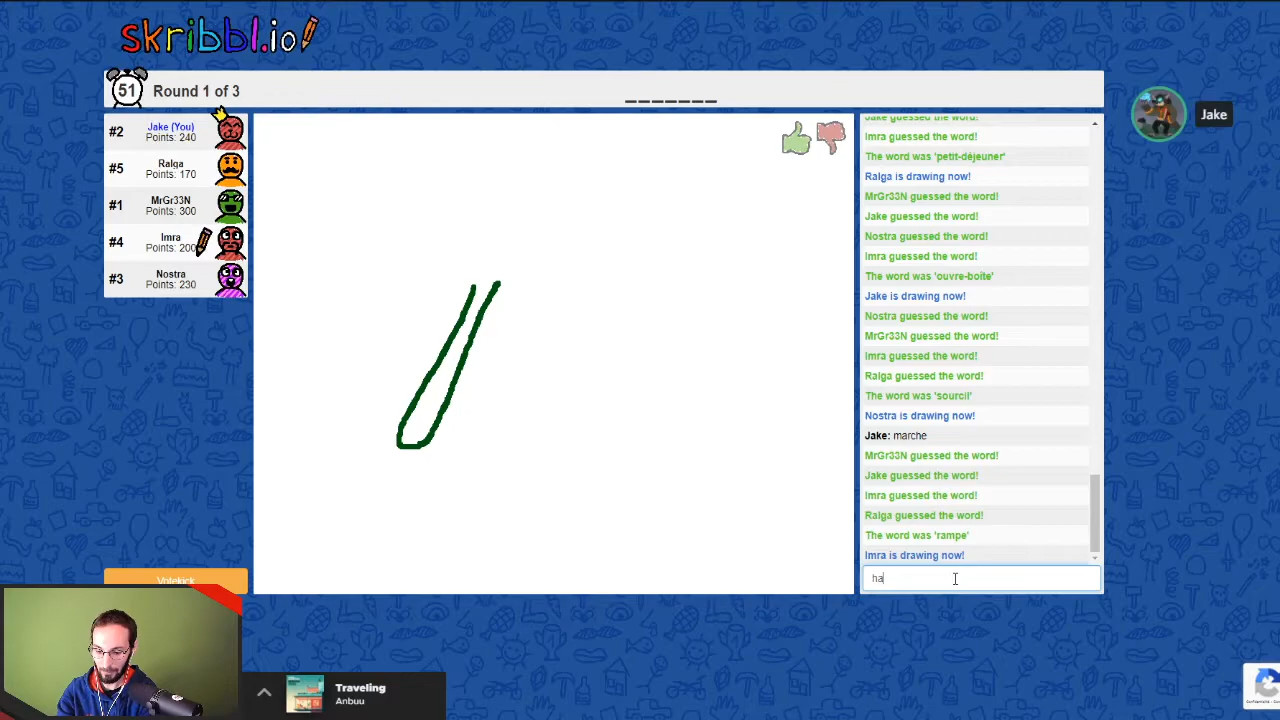 skribbl.io
51
Round 1 of 3
_______
#2
Jake (You)
Points: 240
#5
Ralga
Points: 170
#1
MrGr33N
Points: 300
#4
Imra
Points: 200
#3
Nostra
Points: 230
Votekick
Jake guessed the word!
Imra guessed the word!
The word was 'petit-déjeuner'
Ralga is drawing now!
MrGr33N guessed the word!
Jake guessed the word!
Nostra guessed the word!
Imra guessed the word!
The word was 'ouvre-boîte'
Jake is drawing now!
Nostra guessed the word!
MrGr33N guessed the word!
Imra guessed the word!
Ralga guessed the word!
The word was 'sourcil'
Nostra is drawing now!
Jake: marche
MrGr33N guessed the word!
Jake guessed the word!
Imra guessed the word!
Ralga guessed the word!
The word was 'rampe'
Imra is drawing now!
ha
Jake
Traveling
Anbuu